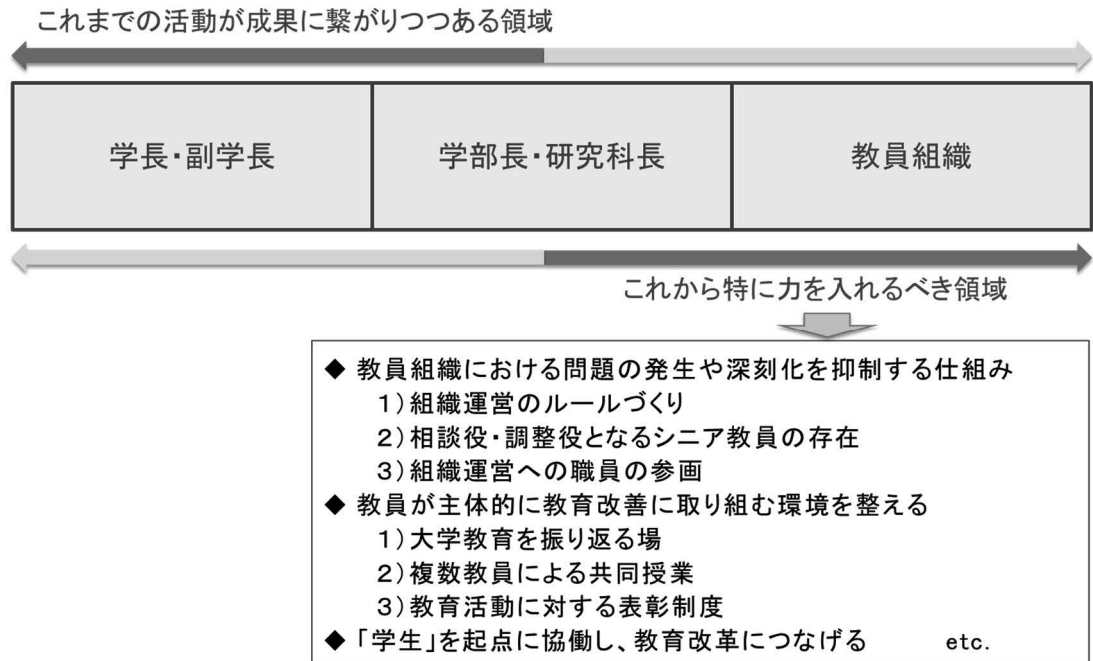 これまでの活動が成果に繋がりつつある領域
学長・副学長
学部長・研究科長
教員組織
これから特に力を入れるべき領域
◆ 教員組織における問題の発生や深刻化を抑制する仕組み
1)組織運営のルールづくり
2)相談役・調整役となるシニア教員の存在
3)組織運営への職員の参画
◆ 教員が主体的に教育改善に取り組む環境を整える
1)大学教育を振り返る場
2)複数教員による共同授業
3)教育活動に対する表彰制度
◆「学生」を起点に協働し、教育改革につなげる etc.